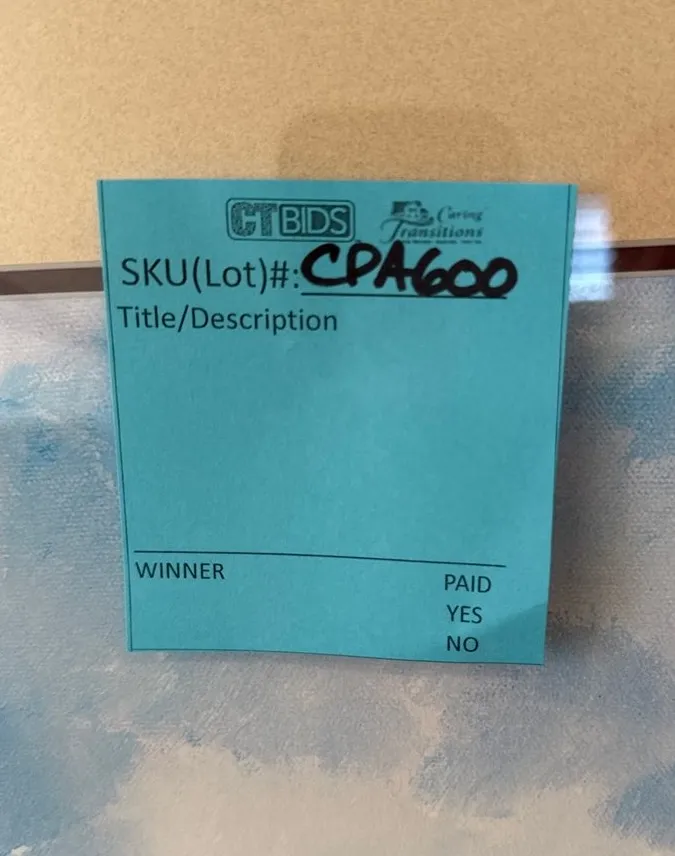 CTBIDS Caring
Transitions
SKU(Lot)#: CPA600
Title/Description
WINNER
PAID
YES
NO